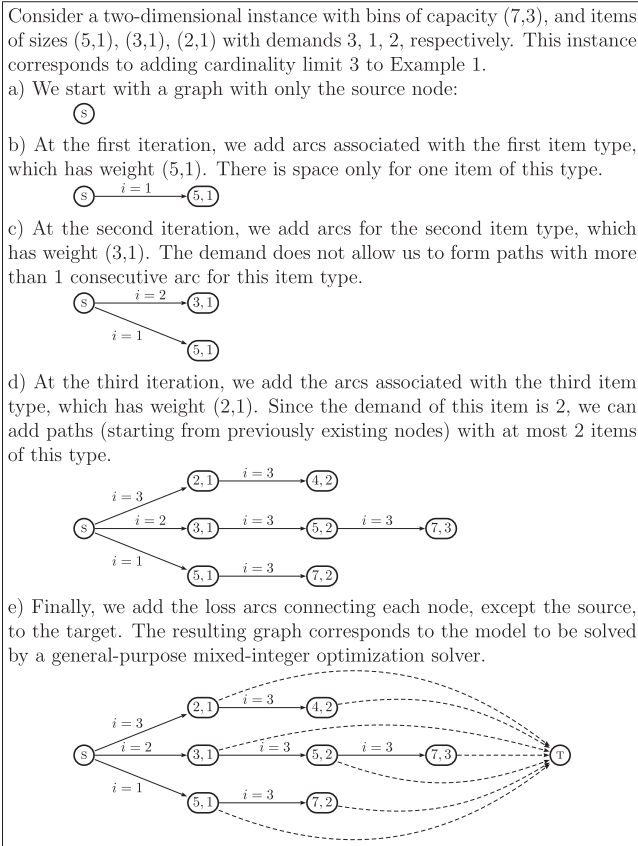 Consider a two-dimensional instance with bins of capacity (7,3), and items
of sizes (5,1), (3,1), (2,1) with demands 3, 1, 2, respectively. This instance
corresponds to adding cardinality limit 3 to Example 1.
a) We start with a graph with only the source node:
S
b) At the first iteration, we add arcs associated with the first item type,
which has weight (5,1). There is space only for one item of this type.
S i = 1 5, 1
c) At the second iteration, we add arcs for the second item type, which
has weight (3,1). The demand does not allow us to form paths with more
than 1 consecutive arc for this item type.
S i = 2 3, 1
i = 1
5, 1
d) At the third iteration, we add the arcs associated with the third item
type, which has weight (2,1). Since the demand of this item is 2, we can
add paths (starting from previously existing nodes) with at most 2 items
of this type.
2, 1 i = 3 4, 2
i = 3
S i = 2 3, 1 i = 3 5, 2 i = 3 7, 3
i = 1
5, 1 i = 3 7, 2
e) Finally, we add the loss arcs connecting each node, except the source,
to the target. The resulting graph corresponds to the model to be solved
by a general-purpose mixed-integer optimization solver.
2, 1 i = 3 4, 2
i = 3
S i = 2 3, 1 i = 3 5, 2 i = 3 7, 3 T
i = 1
5, 1 i = 3 7, 2